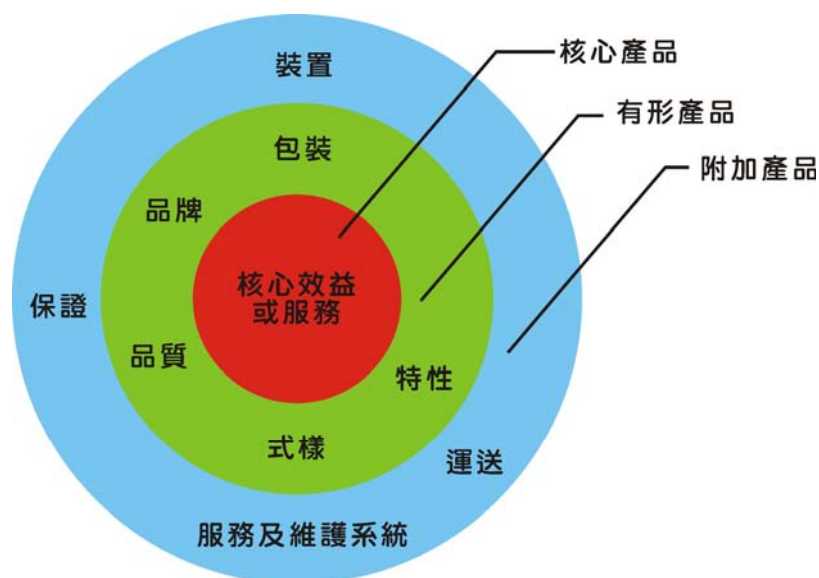 裝置
核心產品
有形產品
附加產品
包裝
品牌
核心效益
或服務
保證
品質
特性
式樣
運送
服務及維護系統